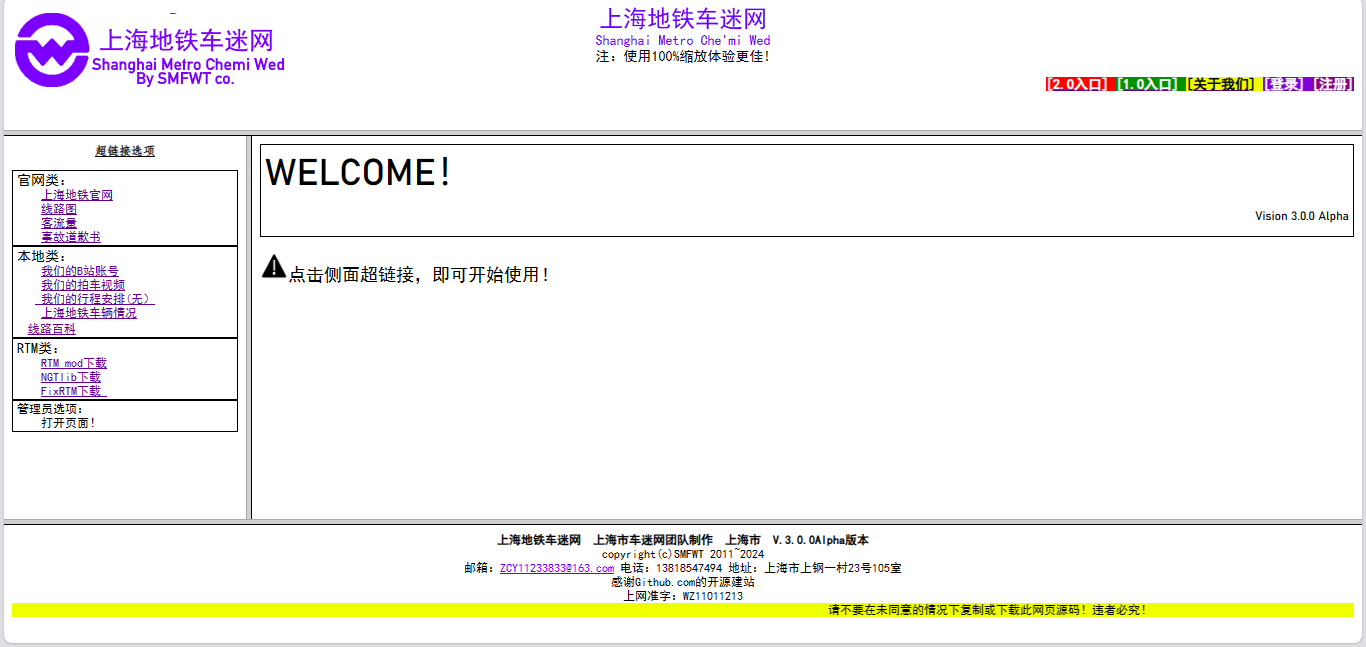 上海地铁车迷网
Shanghai Metro Chemi Wed
By SMFWT co.
上海地铁车迷网
Shanghai Metro Che'mi Wed
注：使用100%缩放体验更佳！
[2.0入口] [1.0入口] [关于我们] [登录] [注册]
超链接选项
官网类：
上海地铁官网
线路图
客流量
事故道歉书
本地类：
我们的B站账号
我们的拍车视频
我们的行程安排(无)
上海地铁车辆情况
线路百科
RTM类：
RTM mod下载
NGTlib下载
FixRTM下载
管理员选项：
打开页面！
WELCOME！
Vision 3.0.0 Alpha
点击侧面超链接，即可开始使用！
上海地铁车迷网 上海市车迷网团队制作 上海市 V.3.0.0Alpha版本
copyright(c)SMFWT 2011~2024
邮箱：ZCY11233833@163.com 电话：13818547494 地址：上海市上钢一村23号105室
感谢Github.com的开源建站
上网准字：WZ11011213
请不要在未同意的情况下复制或下载此网页源码！违者必究！